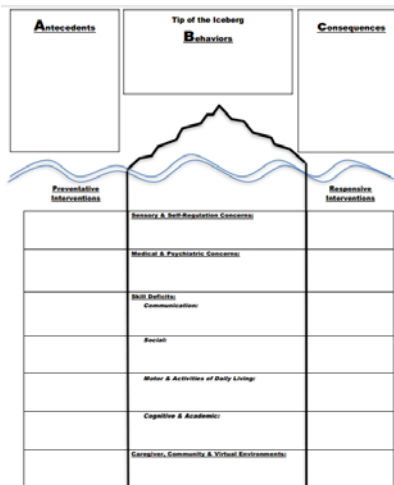 Antecedents
Tip of the Iceberg
Behaviors
Consequences
Preventative
Interventions
Responsive
Interventions
Sensory & Self-Regulation Concerns:
Medical & Psychiatric Concerns:
Skill Deficits:
Communication:
Social:
Motor & Activities of Daily Living:
Cognitive & Academic:
Caregiver, Community & Virtual Environments: